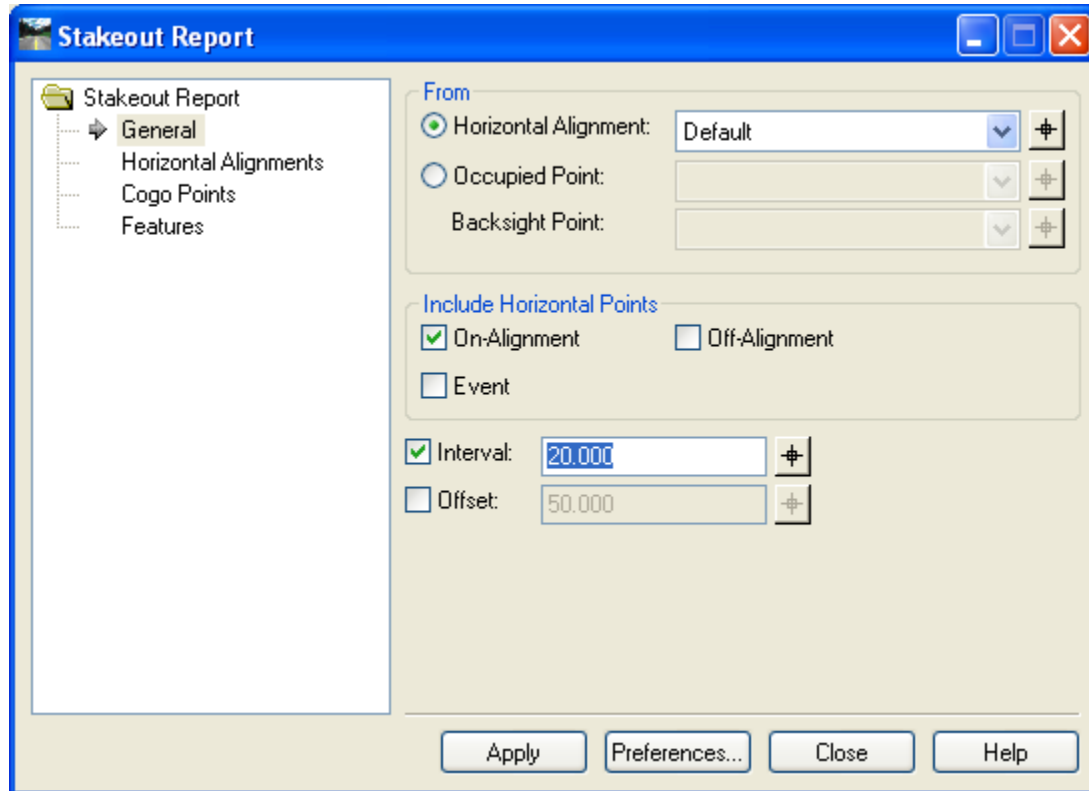 Stakeout Report
Stakeout Report
General
Horizontal Alignments
Cogo Points
Features
From
Horizontal Alignment: Default
Occupied Point:
Backsight Point:
Include Horizontal Points
On-Alignment Off-Alignment
Event
Interval: 20.000
Offset: 50.000
Apply Preferences... Close Help